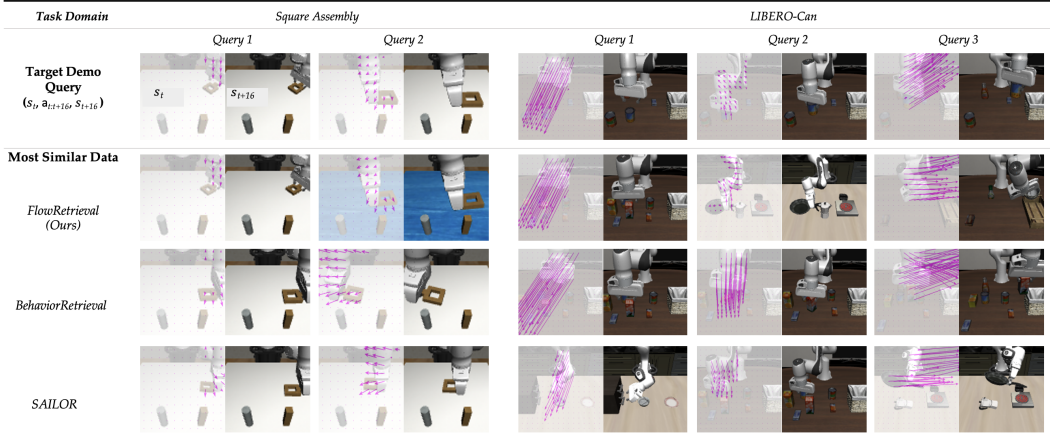 Task Domain Square Assembly LIBERO-Can
Query 1 Query 2 Query 1 Query 2 Query 3
Target Demo
Query
(sₜ, aₜ:ₜ₊₁₆, sₜ₊₁₆)
sₜ sₜ₊₁₆
Most Similar Data
FlowRetrieval
(Ours)
BehaviorRetrieval
SAILOR